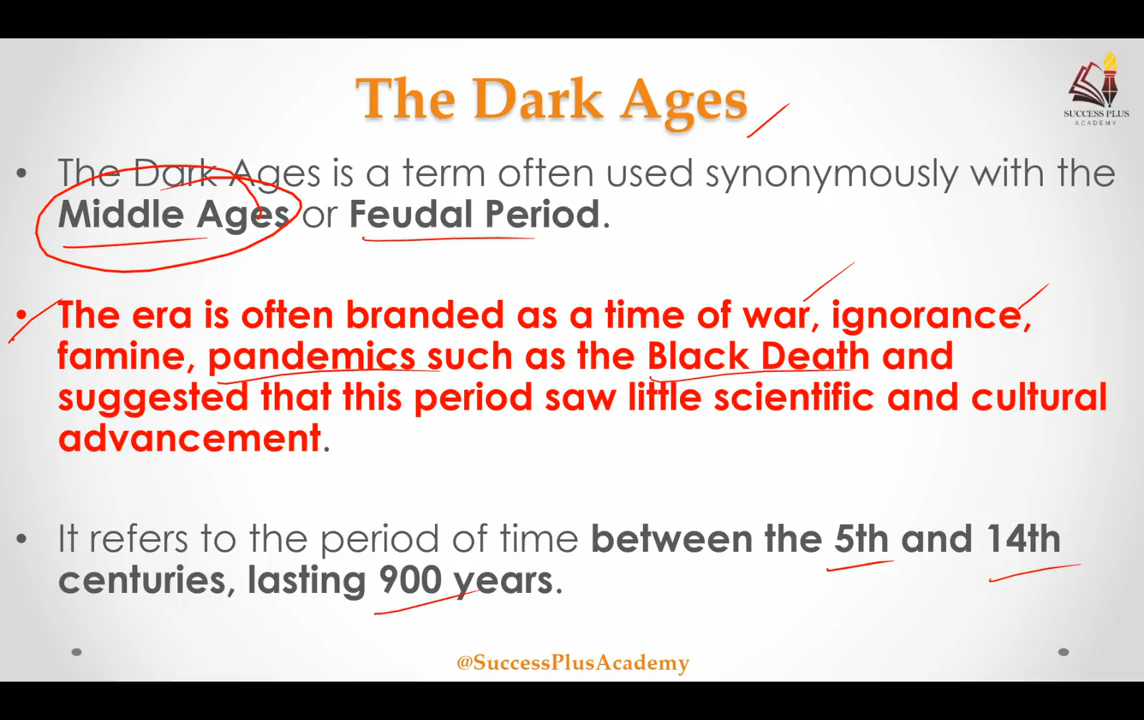 The Dark Ages
SUCCESS PLUS
ACADEMY
• The Dark Ages is a term often used synonymously with the
Middle Ages or Feudal Period.
• The era is often branded as a time of war, ignorance,
famine, pandemics such as the Black Death and
suggested that this period saw little scientific and cultural
advancement.
• It refers to the period of time between the 5th and 14th
centuries, lasting 900 years.
@SuccessPlusAcademy